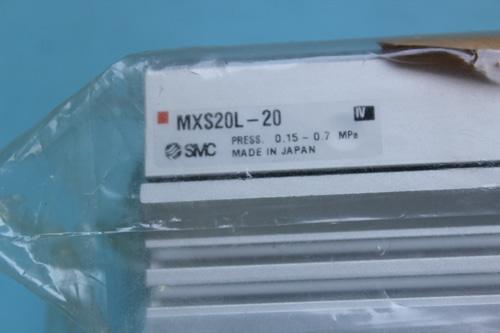 MXS20L-20 IV
PRESS. 0.15-0.7 MPa
SMC MADE IN JAPAN